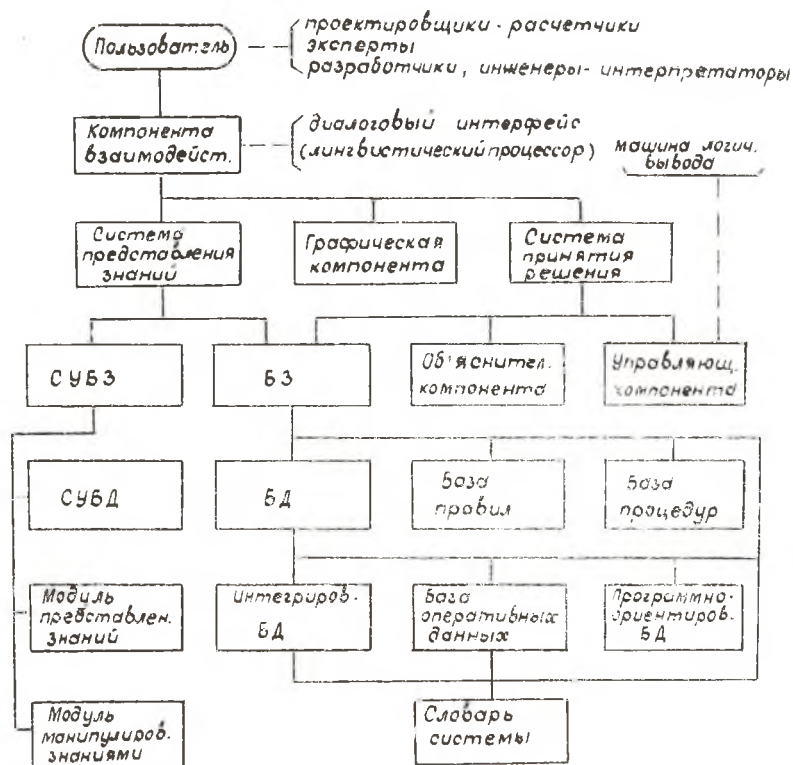 Пользователь
проектировщики - расчетчики
эксперты
разработчики, инженеры- интерпретаторы
Компонента
взаимодейст.
диалоговый интерфейс
(лингвистический процессор)
машина логич.
вывода
Система
представления
знаний
Графическая
компонента
Система
принятия
решения
СУБЗ
БЗ
Об'яснител.
компонента
Управляющ.
компонента
СУБД
БД
База
правил
База
процедур
Модуль
представлен.
знаний
Интегриров.
БД
База
оперативных
данных
Программно-
ориентиров.
БД
Модуль
манипулиров.
знаниями
Словарь
системы